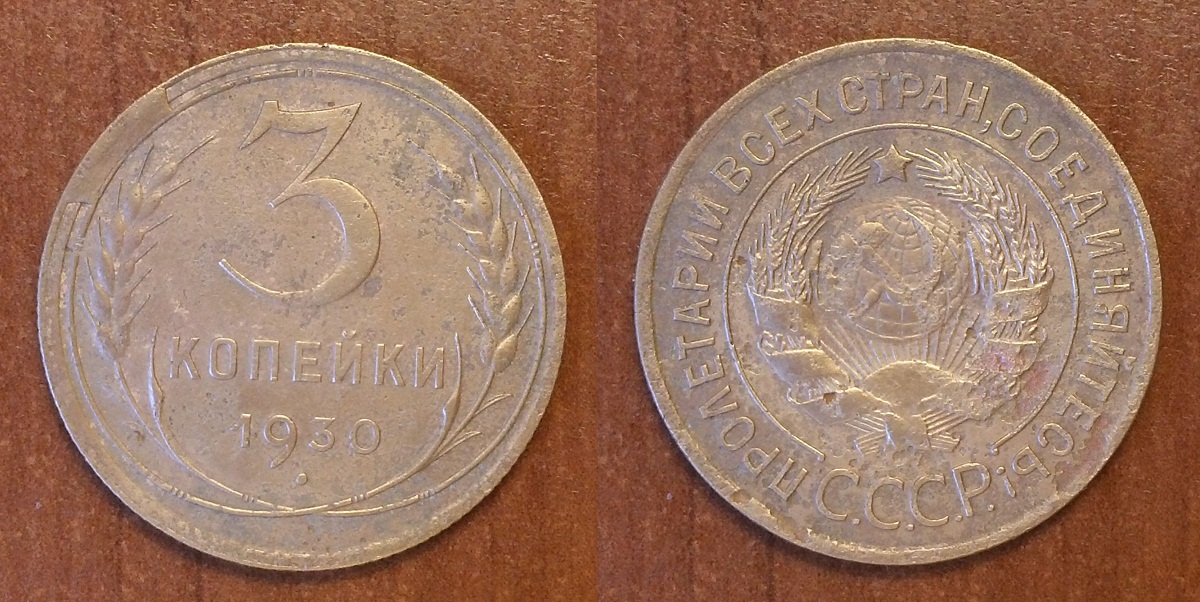 3
КОПЕЙКИ
1930
ПРОЛЕТАРИИ ВСЕХ СТРАН, СОЕДИНЯЙТЕСЬ!
С.С.С.Р.